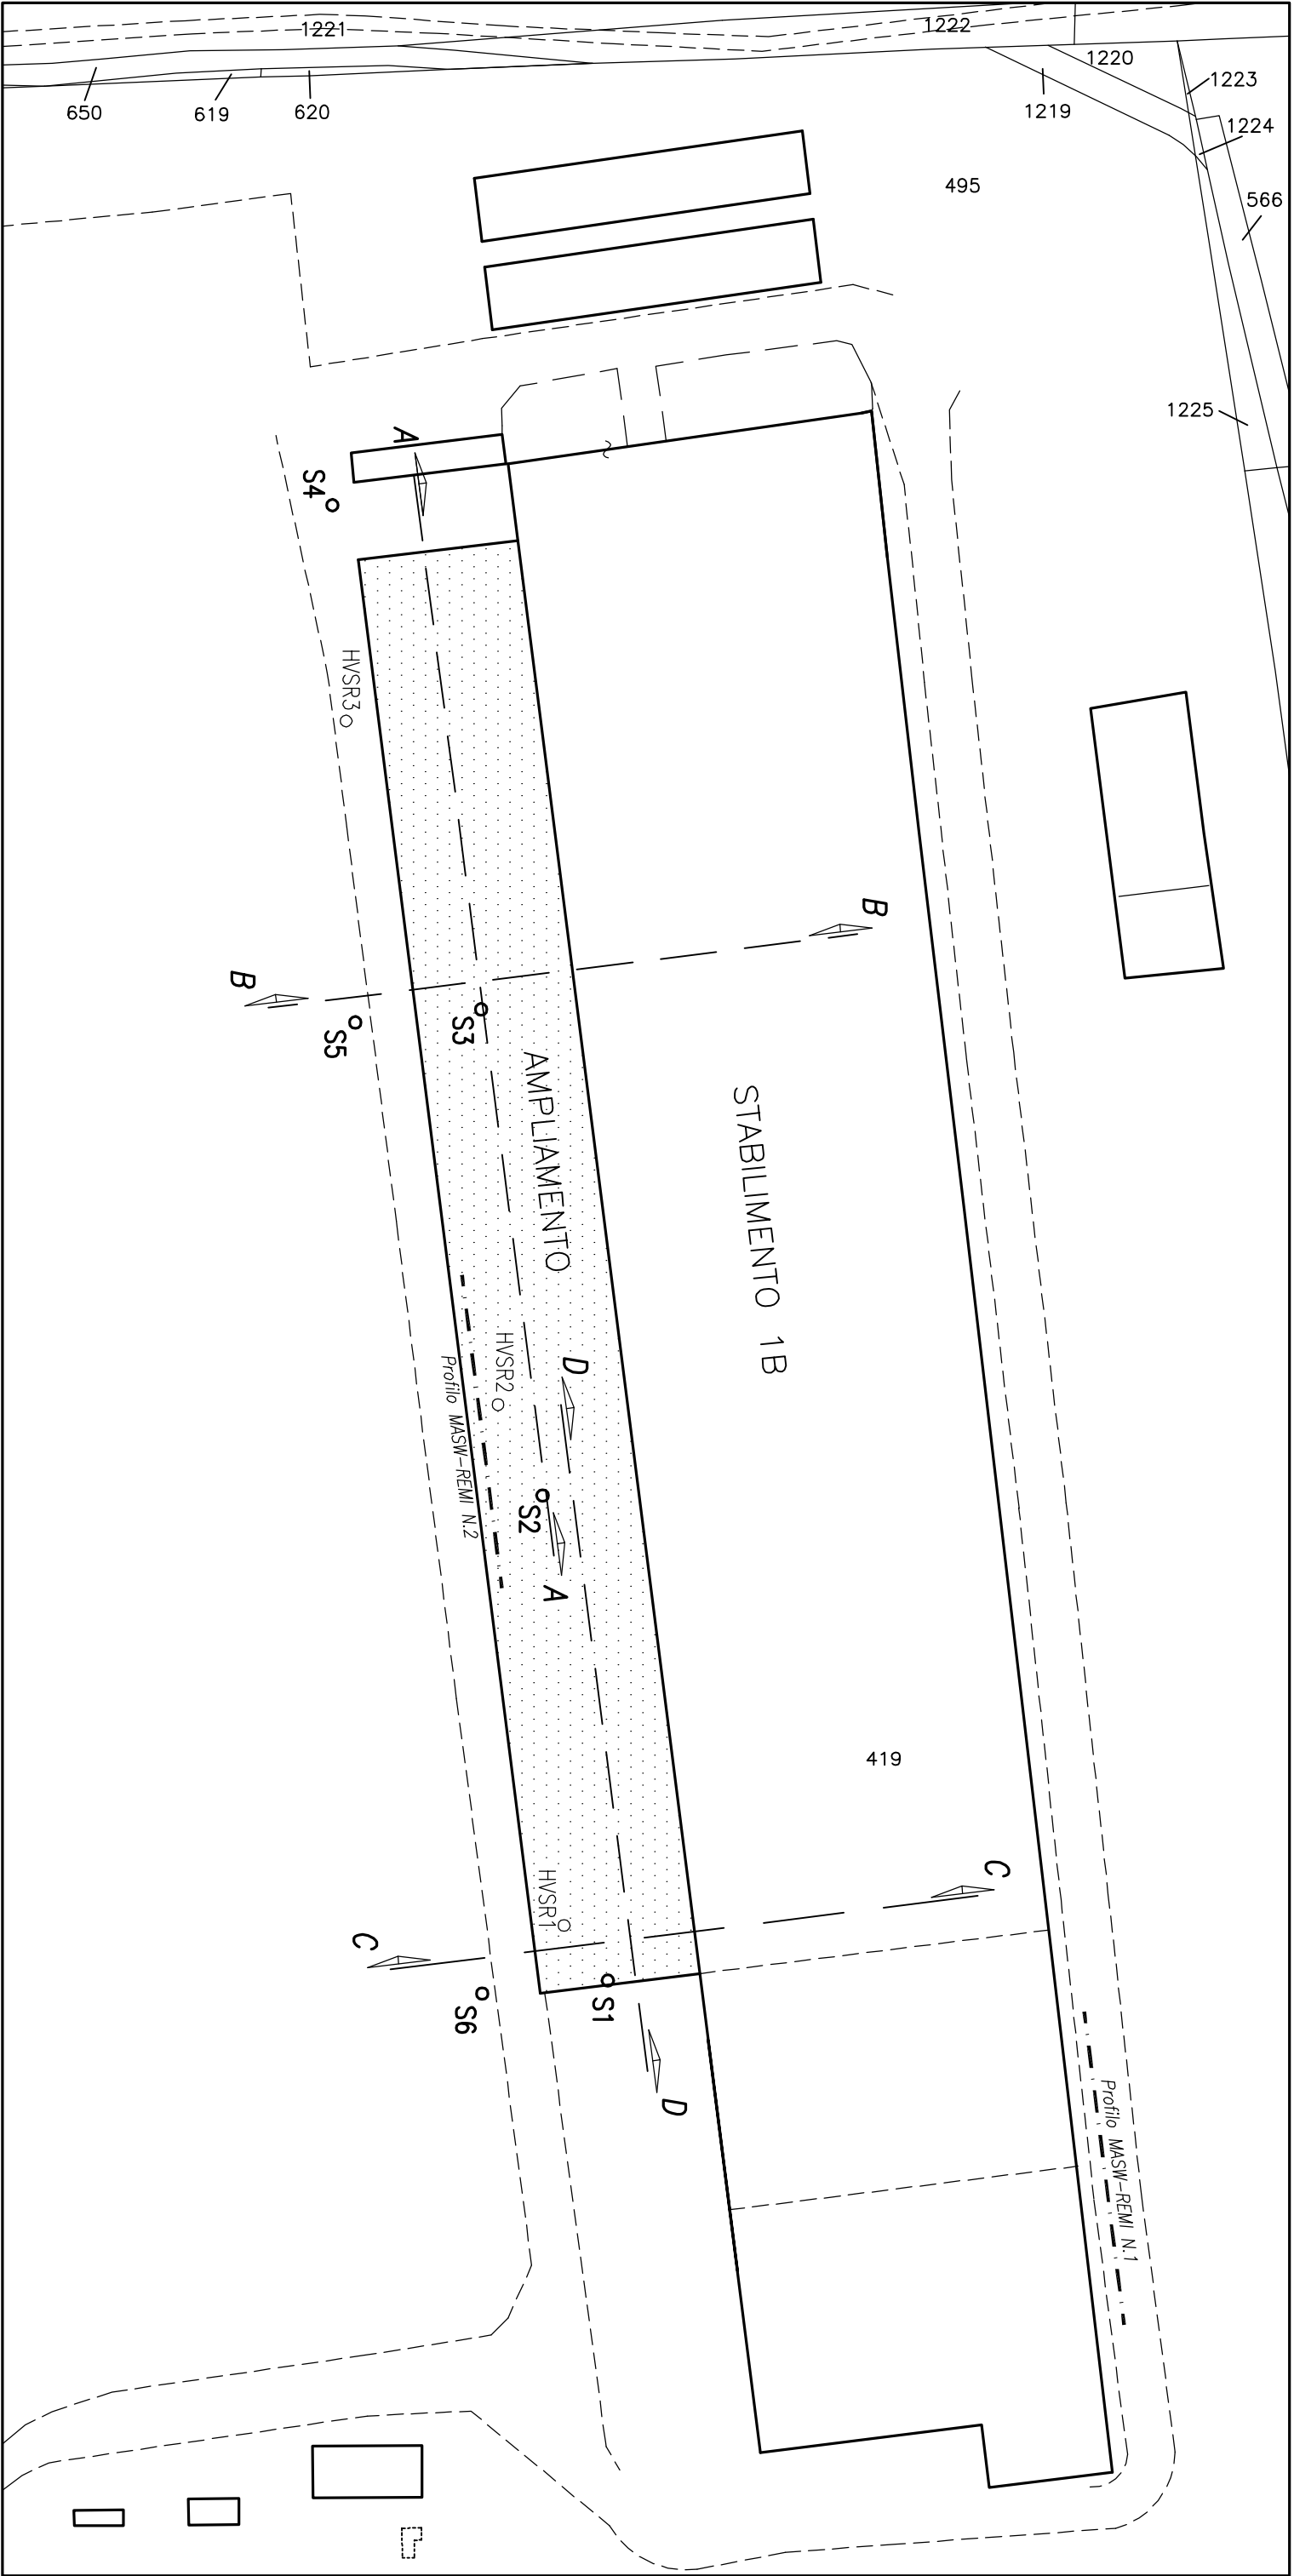 1221
1222
1220
1223
650
619
620
1219
1224
495
566
1225
A
S4
HVSR3
B
B
S3
S5
AMPLIAMENTO
STABILIMENTO 1B
HVSR2
D
Profilo MASW-REMI N.2
S2
A
419
C
HVSR1
C
S1
S6
D
Profilo MASW-REMI N.1